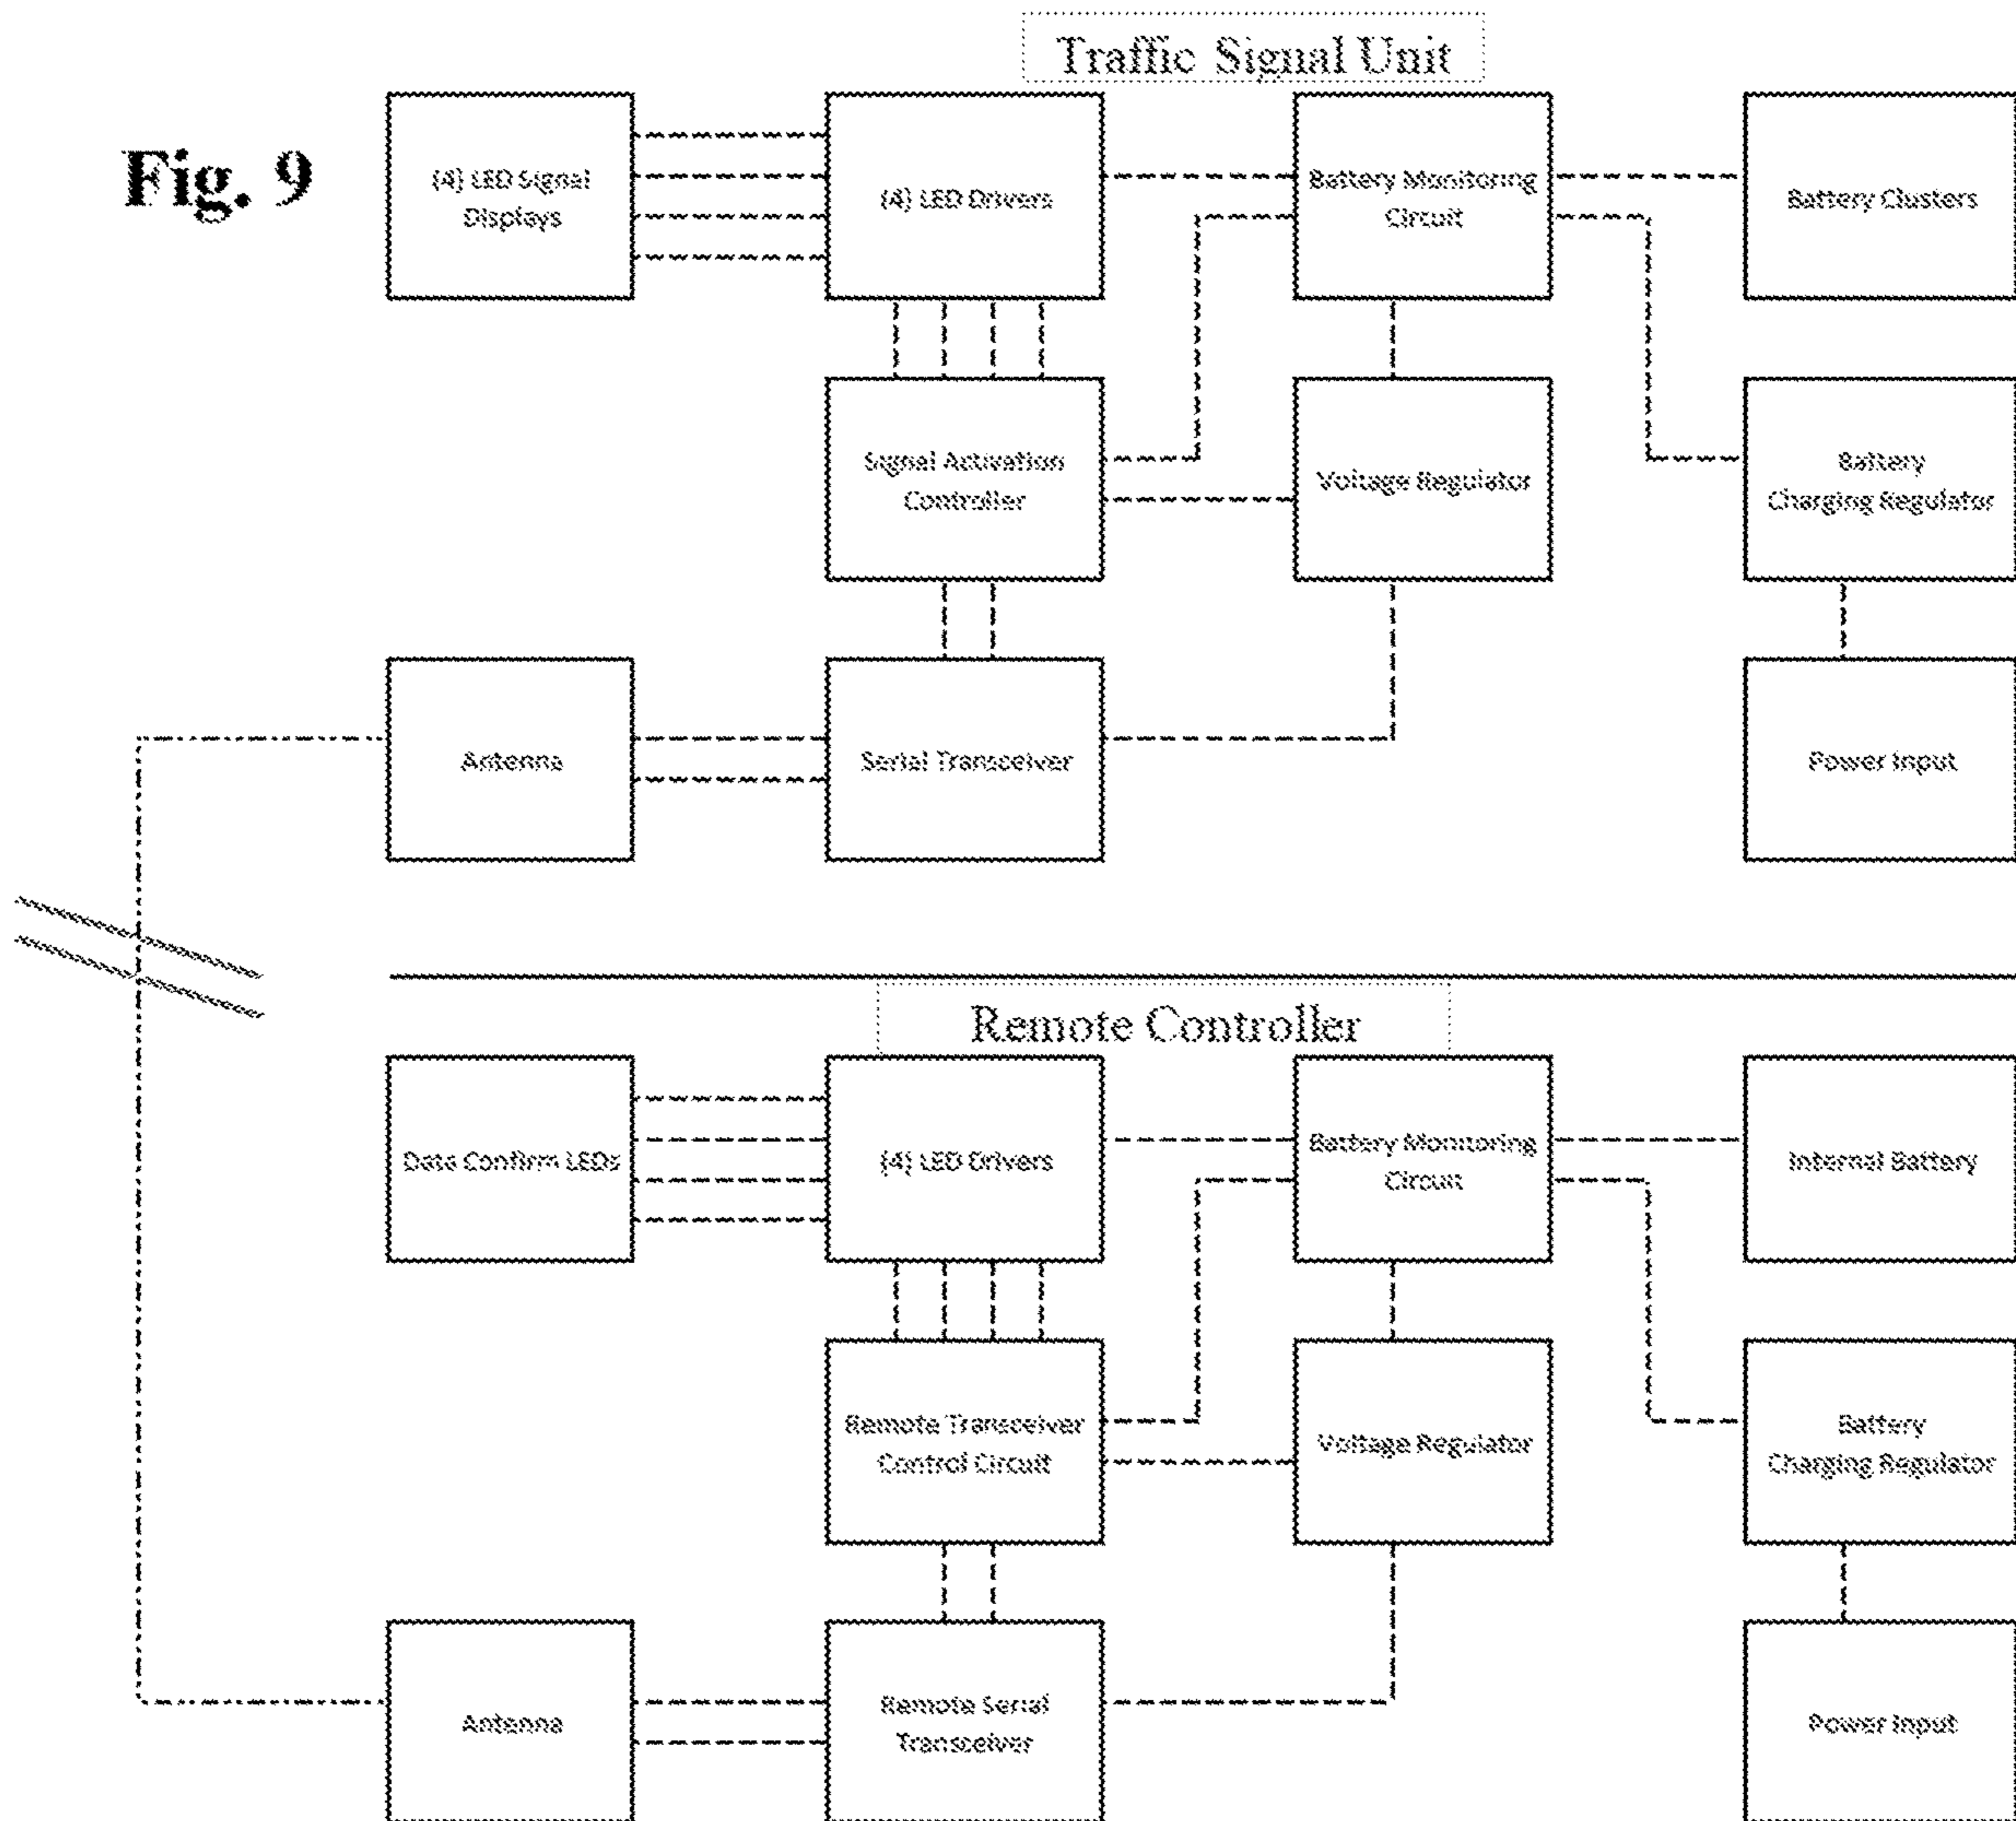 Traffic Signal Unit
Fig. 9
(4) LED Signal
Displays
(4) LED Drivers
Battery Monitoring
Circuit
Battery Clusters
Signal Activation
Controller
Voltage Regulator
Battery
Charging Regulator
Antenna
Serial Transceiver
Power Input
Remote Controller
Data Confirm LEDs
(4) LED Drivers
Battery Monitoring
Circuit
Internal Battery
Remote Transceiver
Control Circuit
Voltage Regulator
Battery
Charging Regulator
Antenna
Remote Serial
Transceiver
Power Input